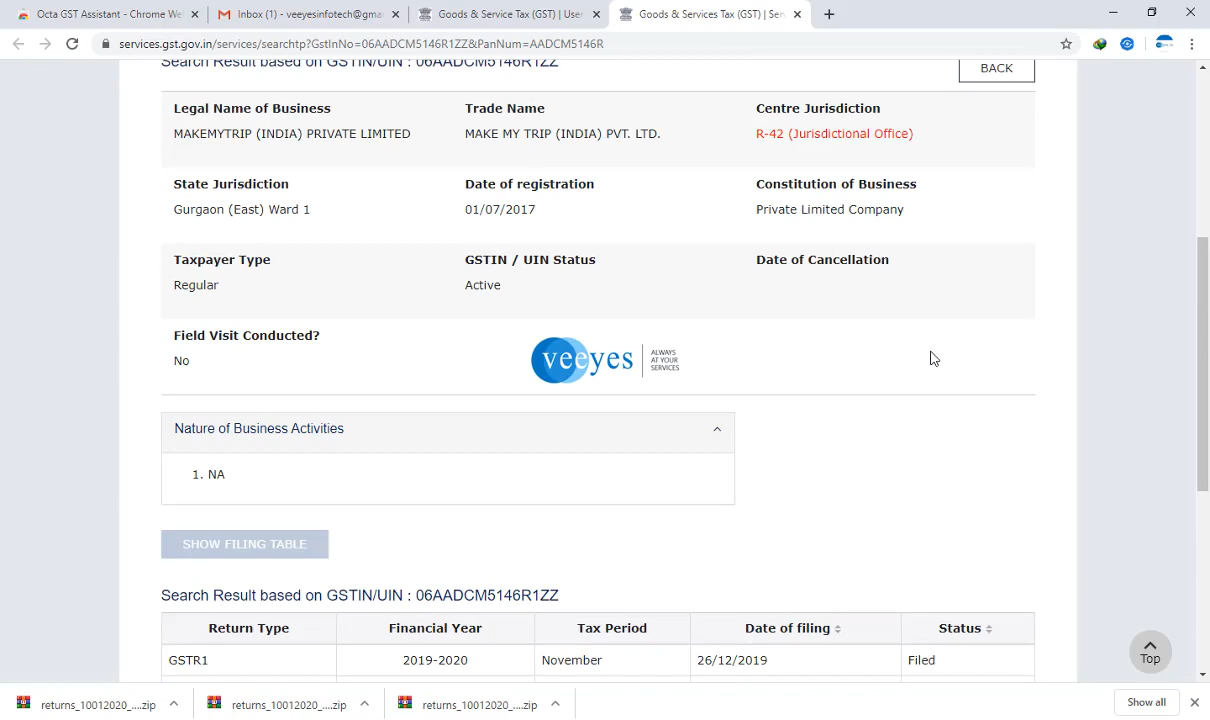 Octa GST Assistant - Chrome We
Inbox (1) - veeyesinfotech@gma
Goods & Service Tax (GST) | User
Goods & Services Tax (GST) | Ser
services.gst.gov.in/services/searchtp?GstInNo=06AADCM5146R1ZZ&PanNum=AADCM5146R
Search Result based on GSTIN/UIN : 06AADCM5146R1ZZ
BACK
Legal Name of Business
Trade Name
Centre Jurisdiction
MAKEMYTRIP (INDIA) PRIVATE LIMITED
MAKE MY TRIP (INDIA) PVT. LTD.
R-42 (Jurisdictional Office)
State Jurisdiction
Date of registration
Constitution of Business
Gurgaon (East) Ward 1
01/07/2017
Private Limited Company
Taxpayer Type
GSTIN / UIN Status
Date of Cancellation
Regular
Active
Field Visit Conducted?
No
veeyes
ALWAYS
AT YOUR
SERVICES
Nature of Business Activities
1. NA
SHOW FILING TABLE
Search Result based on GSTIN/UIN : 06AADCM5146R1ZZ
Return Type
Financial Year
Tax Period
Date of filing
Status
GSTR1
2019-2020
November
26/12/2019
Filed
Top
returns_10012020_....zip
returns_10012020_....zip
returns_10012020_....zip
Show all